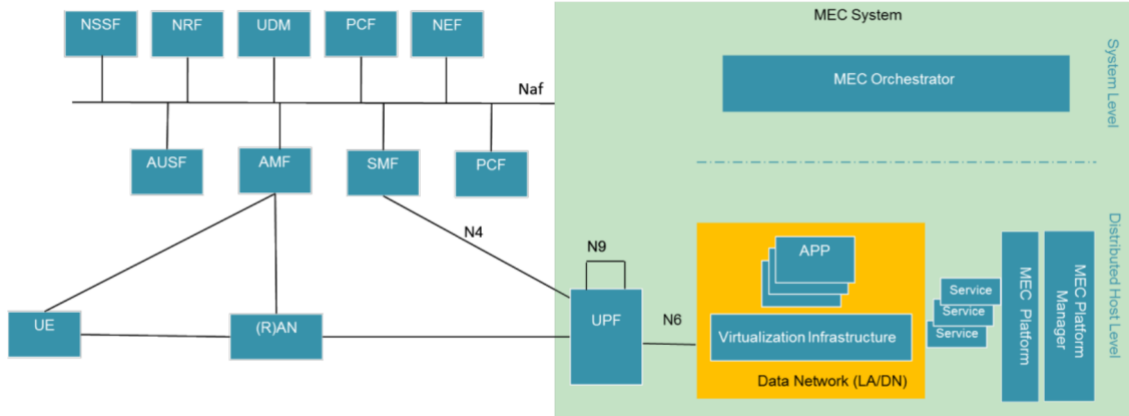 MEC System
NSSF
NRF
UDM
PCF
NEF
MEC Orchestrator
System Level
Naf
AUSF
AMF
SMF
PCF
N4
N9
APP
Service
Service
Service
MEC Platform
MEC Platform
Manager
Distributed Host Level
UE
(R)AN
UPF
N6
Virtualization Infrastructure
Data Network (LA/DN)